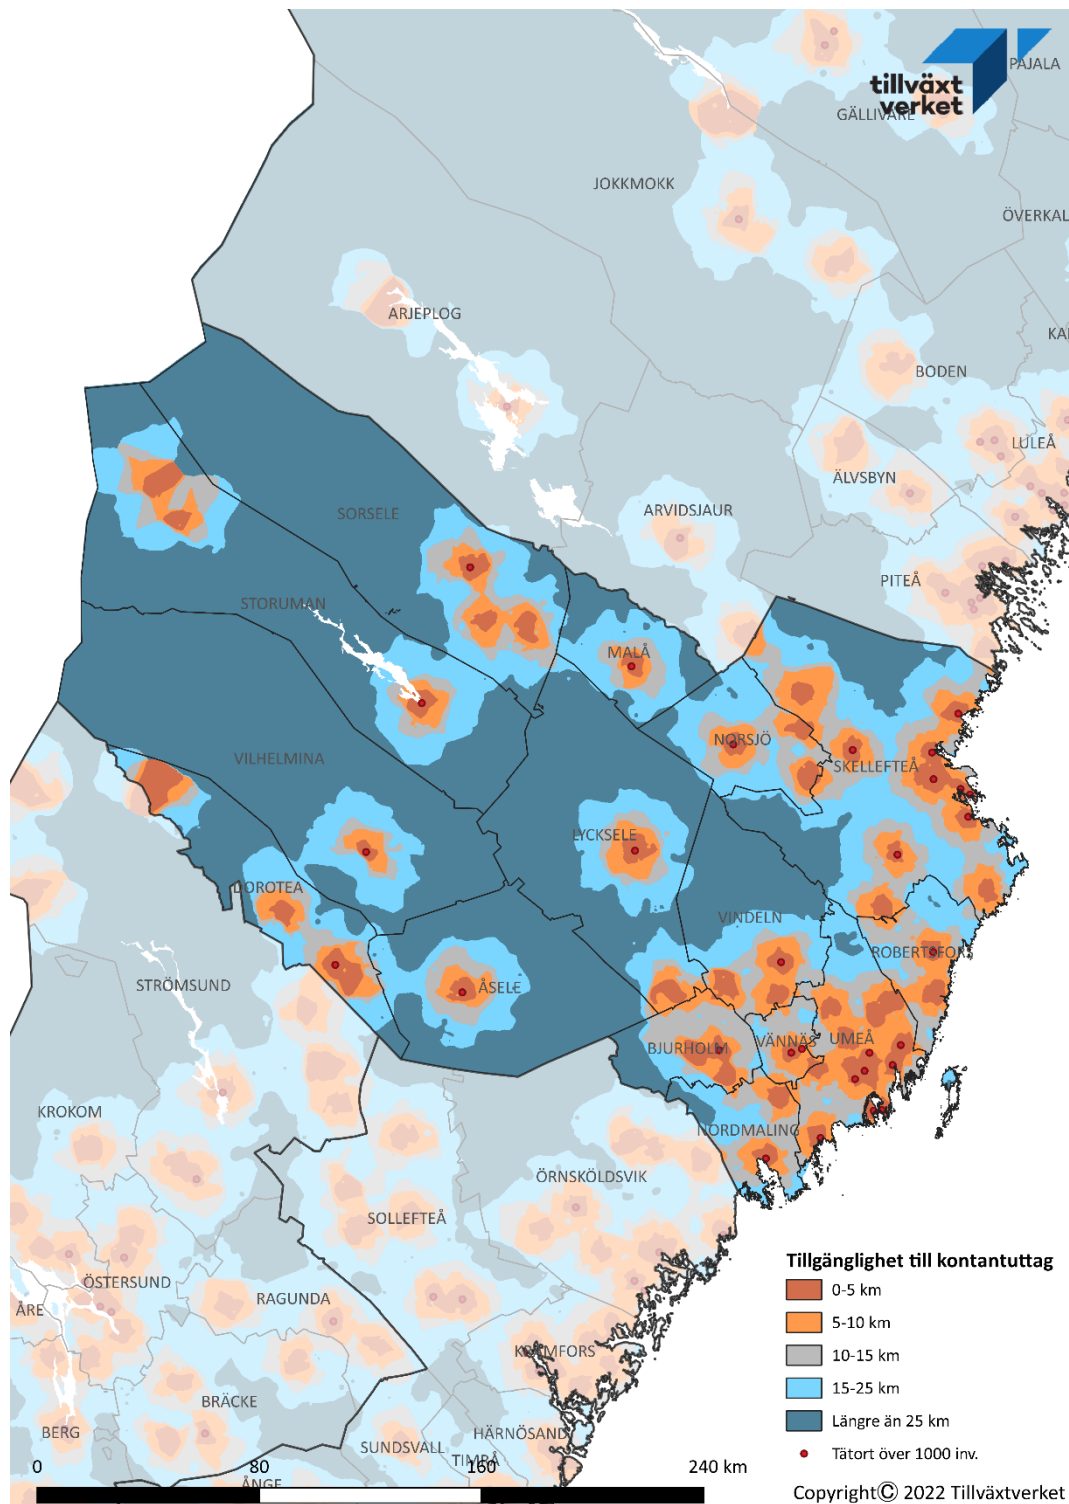 tillväxt
verket
PAJALA
GÄLLIVARE
JOKKMOKK
ÖVERKAL
ARJEPLOG
KA
BODEN
LULEÅ
ÄLVSBYN
ARVIDSJAUR
SORSELE
PITEÅ
STORUMAN
MALÅ
NORSJÖ
VILHELMINA
SKELLEFTEÅ
LYCKSELE
DOROTEA
VINDELN
ROBERTSFORS
STRÖMSUND
ÅSELE
BJURHOLM
VÄNNÄS
UMEÅ
KROKOM
NORDMALING
ÖRNSKÖLDSVIK
SOLLEFTEÅ
ÖSTERSUND
RAGUNDA
ÅRE
KRAMFORS
BRÄCKE
BERG
HÄRNÖSAND
SUNDSVALL
TIMRÅ
ÅNGE
Tillgänglighet till kontantuttag
0-5 km
5-10 km
10-15 km
15-25 km
Längre än 25 km
Tätort över 1000 inv.
0 80 160 240 km
Copyright© 2022 Tillväxtverket